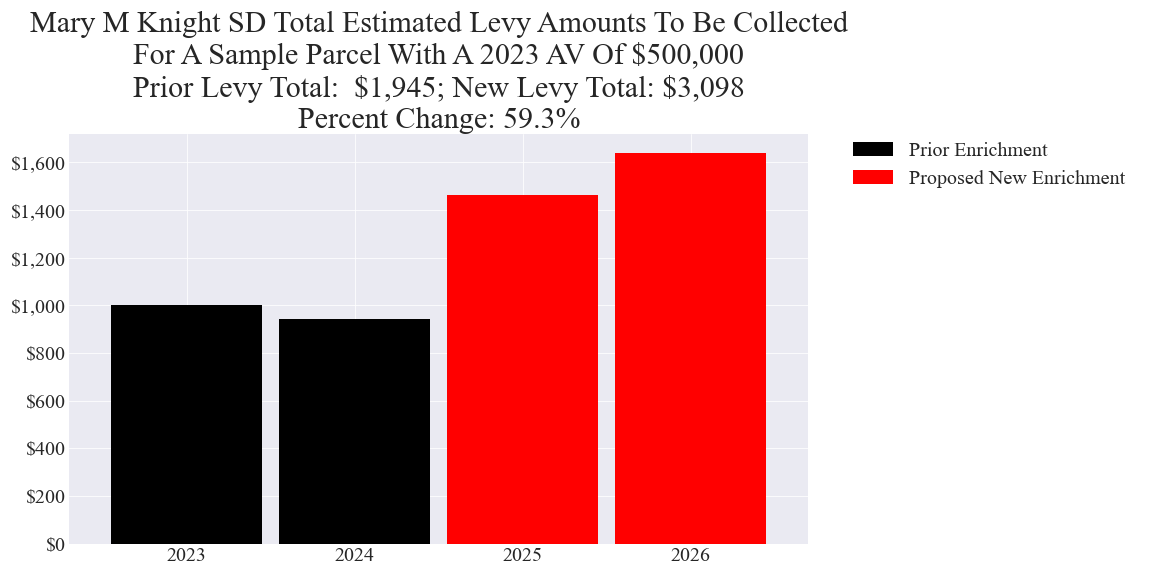 Mary M Knight SD Total Estimated Levy Amounts To Be Collected
For A Sample Parcel With A 2023 AV Of $500,000
Prior Levy Total:  $1,945; New Levy Total: $3,098
Percent Change: 59.3%
Prior Enrichment
Proposed New Enrichment
$1,600
$1,400
$1,200
$1,000
$800
$600
$400
$200
$0
2023 2024 2025 2026